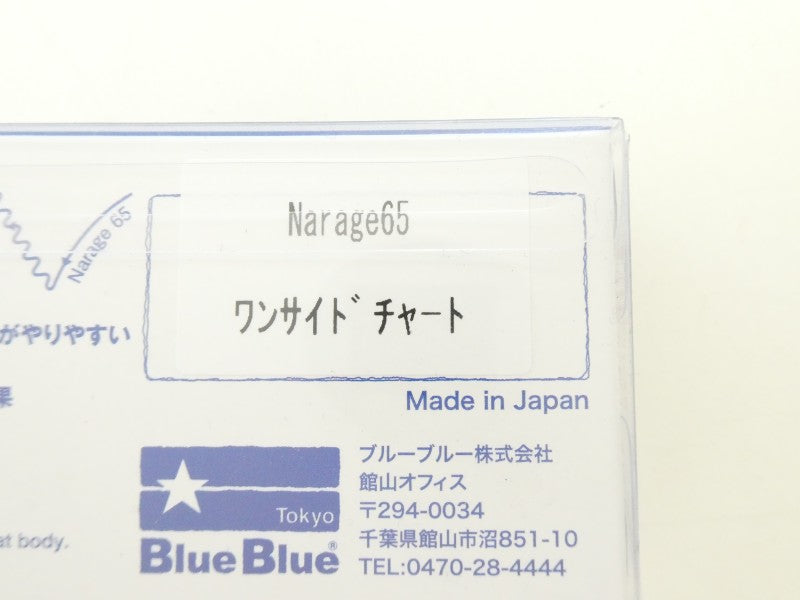 Narage65
Narage 65
ワンサイドチャート
がやりやすい
果
Made in Japan
Tokyo
BlueBlue®
at body.
ブルーブルー株式会社
館山オフィス
〒294-0034
千葉県館山市沼851-10
TEL:0470-28-4444